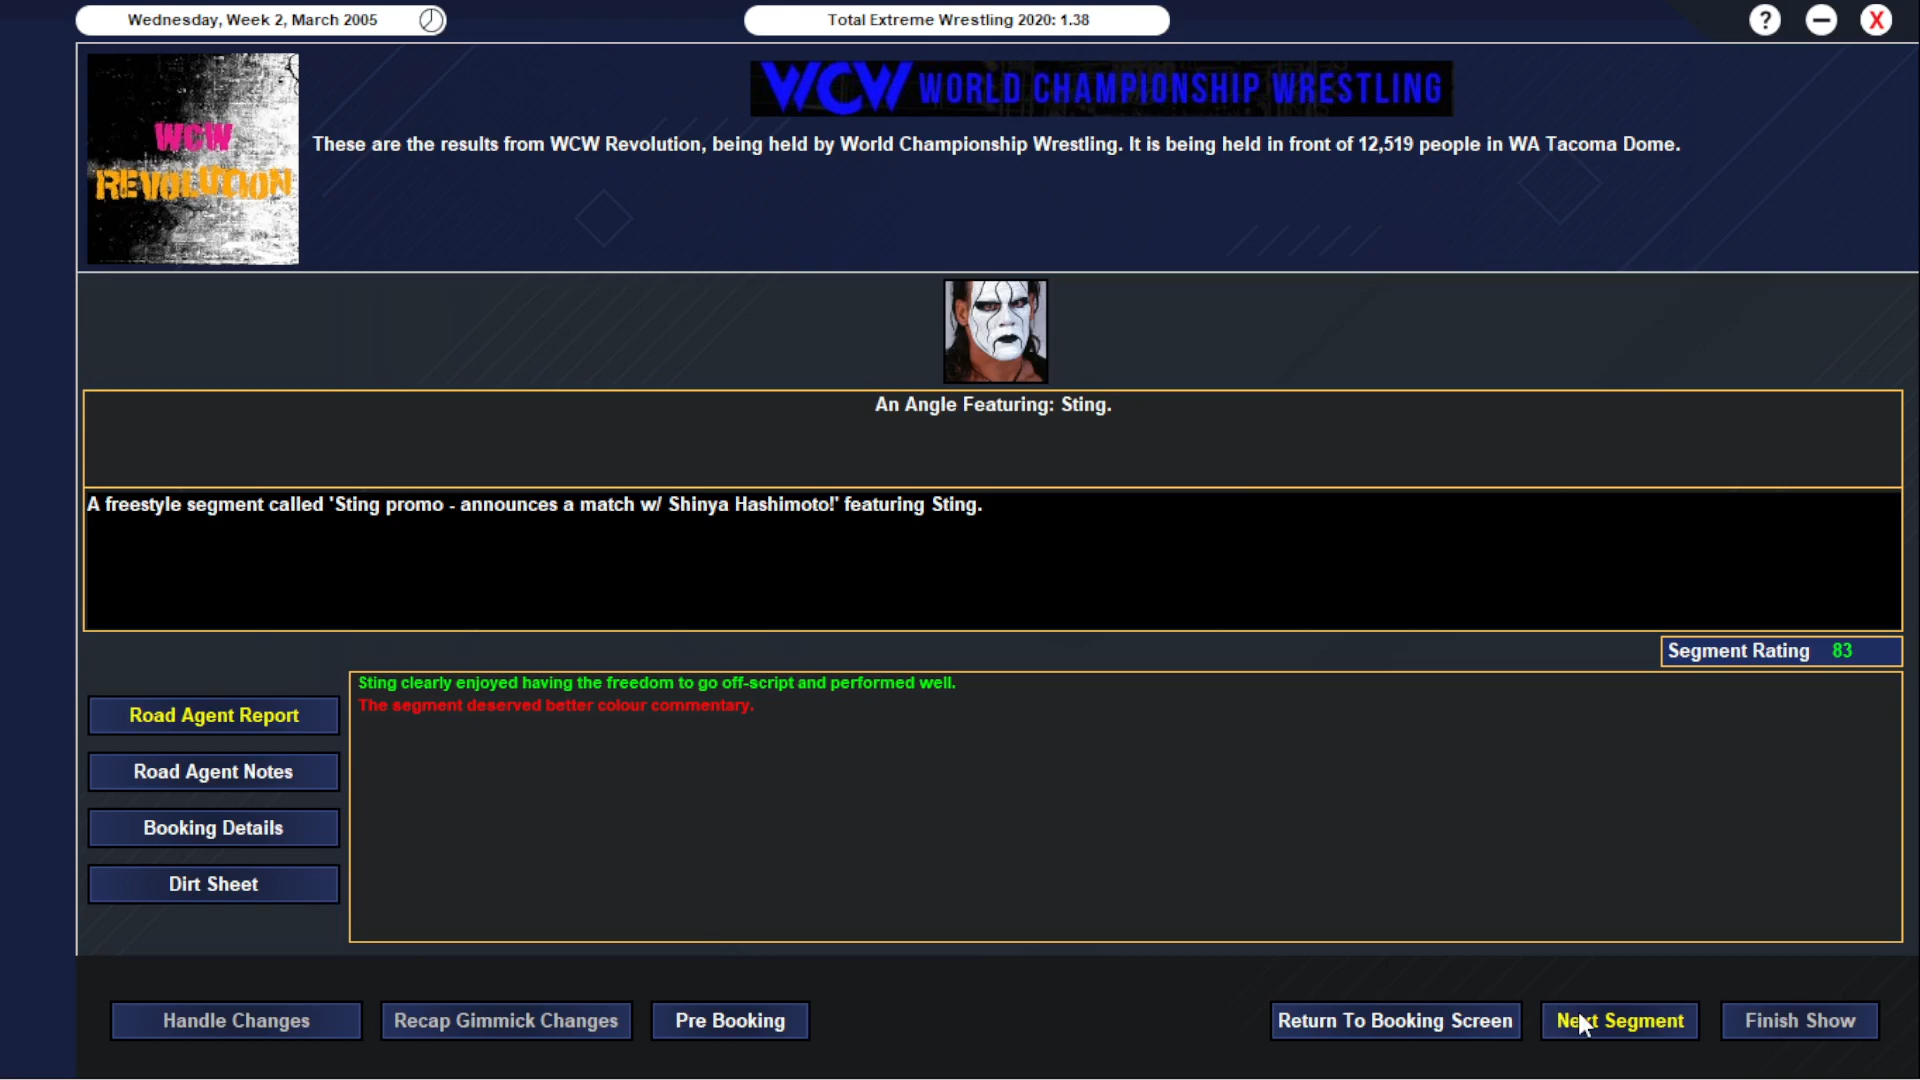 Wednesday, Week 2, March 2005
Total Extreme Wrestling 2020: 1.38
?
X
WCW
REVOLUTION
WCW WORLD CHAMPIONSHIP WRESTLING
These are the results from WCW Revolution, being held by World Championship Wrestling. It is being held in front of 12,519 people in WA Tacoma Dome.
An Angle Featuring: Sting.
A freestyle segment called 'Sting promo - announces a match w/ Shinya Hashimoto!' featuring Sting.
Segment Rating 83
Sting clearly enjoyed having the freedom to go off-script and performed well.
The segment deserved better colour commentary.
Road Agent Report
Road Agent Notes
Booking Details
Dirt Sheet
Handle Changes
Recap Gimmick Changes
Pre Booking
Return To Booking Screen
Next Segment
Finish Show